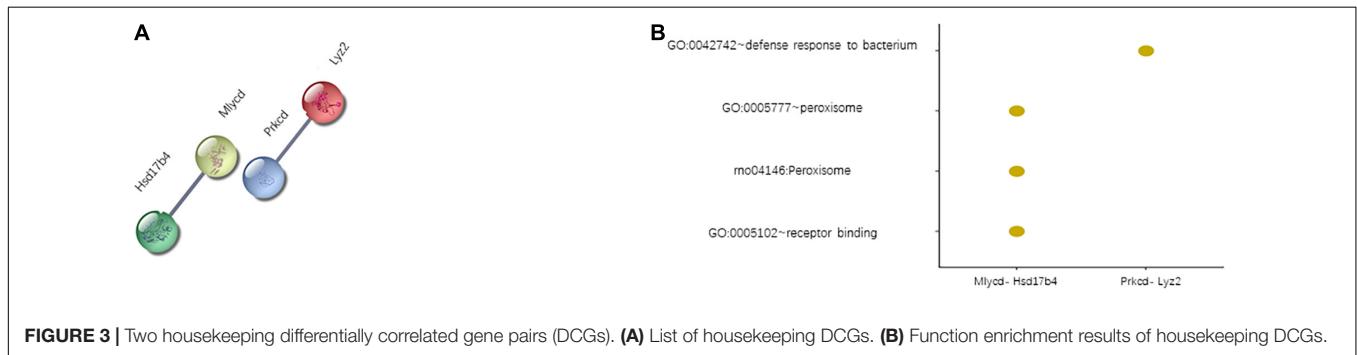 A
Lyz2
Mlycd
Prkcd
Hsd17b4
B
GO:0042742~defense response to bacterium
GO:0005777~peroxisome
rno04146:Peroxisome
GO:0005102~receptor binding
Mlycd- Hsd17b4
Prkcd- Lyz2
FIGURE 3 | Two housekeeping differentially correlated gene pairs (DCGs). (A) List of housekeeping DCGs. (B) Function enrichment results of housekeeping DCGs.